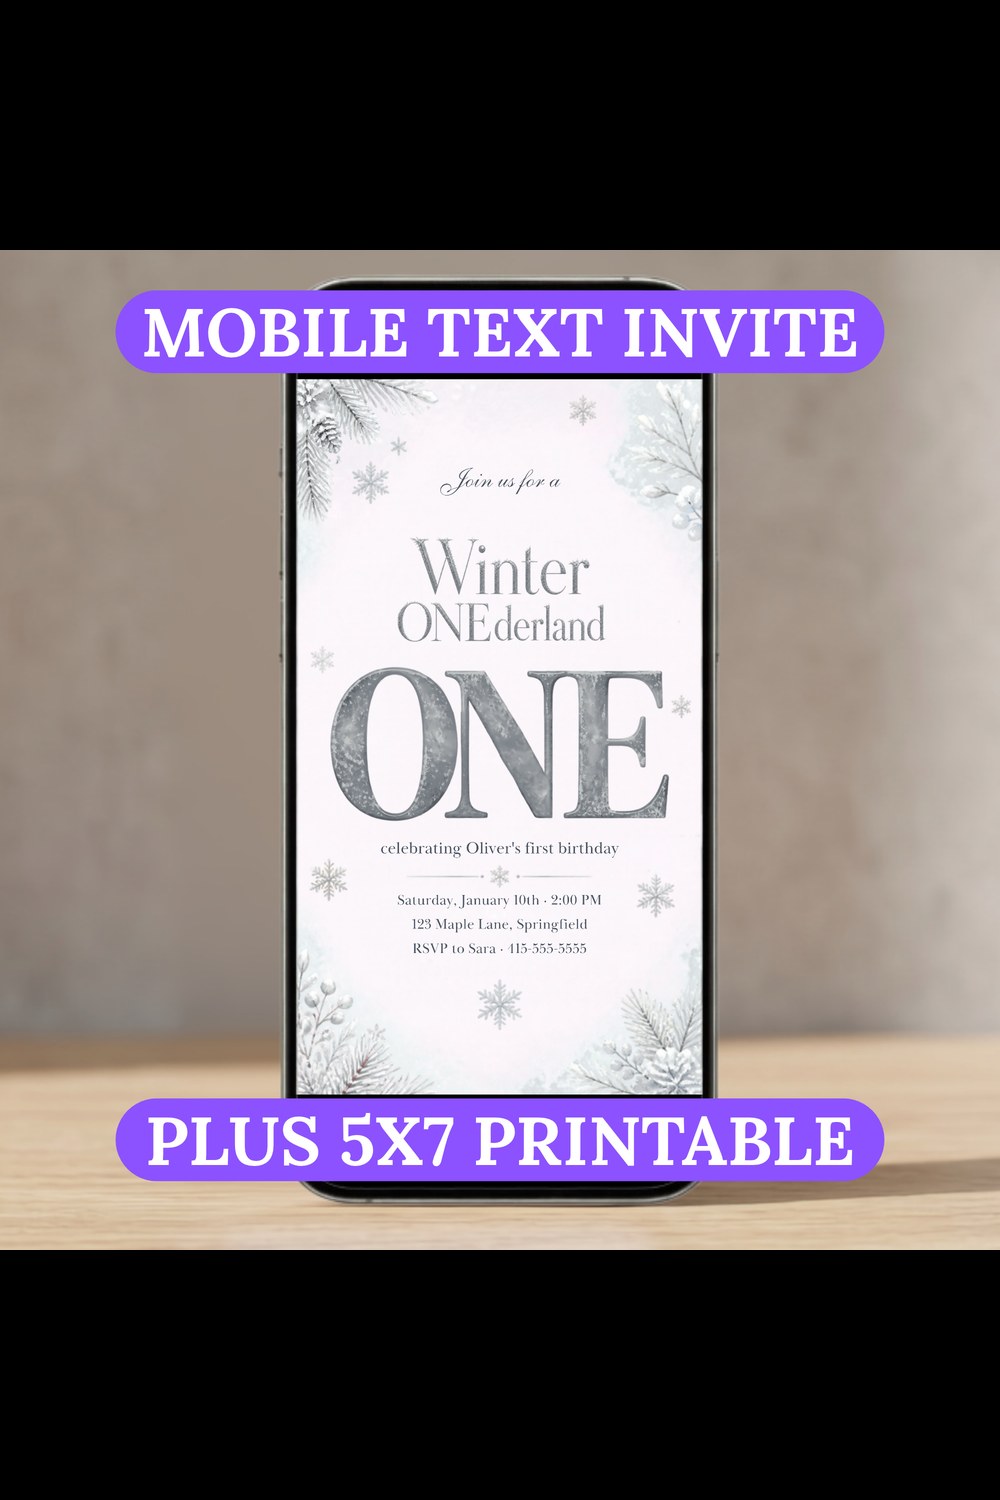 MOBILE TEXT INVITE
Join us for a
Winter
ONEderland
ONE
celebrating Oliver's first birthday
Saturday, January 10th · 2:00 PM
123 Maple Lane, Springfield
RSVP to Sara · 415-555-5555
PLUS 5X7 PRINTABLE